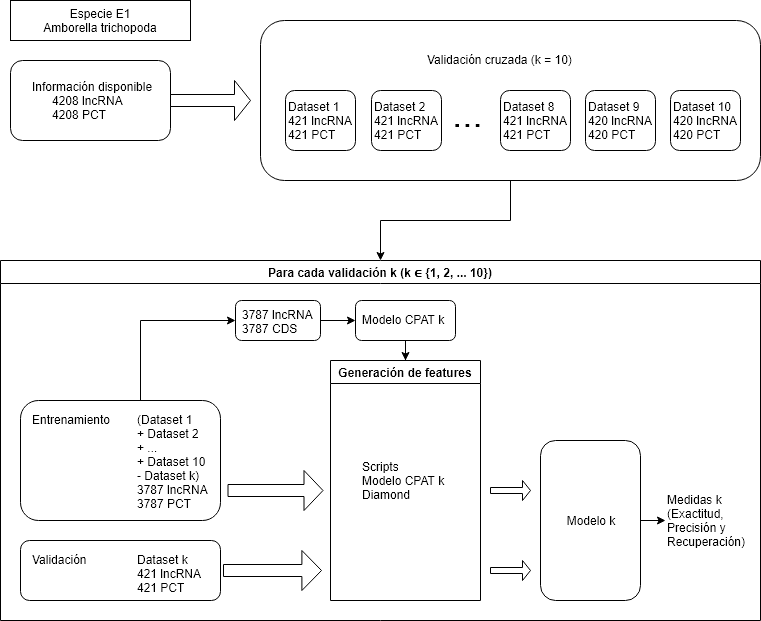 Especie E1
Amborella trichopoda
Información disponible
4208 lncRNA
4208 PCT
Validación cruzada (k = 10)
Dataset 1
421 lncRNA
421 PCT
Dataset 2
421 lncRNA
421 PCT
...
Dataset 8
421 lncRNA
421 PCT
Dataset 9
420 lncRNA
420 PCT
Dataset 10
420 lncRNA
420 PCT
Para cada validación k (k ∈ {1, 2, ... 10})
3787 lncRNA
3787 CDS
Modelo CPAT k
Generación de features
Scripts
Modelo CPAT k
Diamond
Entrenamiento
(Dataset 1
+ Dataset 2
+ ...
+ Dataset 10
- Dataset k)
3787 lncRNA
3787 PCT
Validación
Dataset k
421 lncRNA
421 PCT
Modelo k
Medidas k
(Exactitud,
Precisión y
Recuperación)